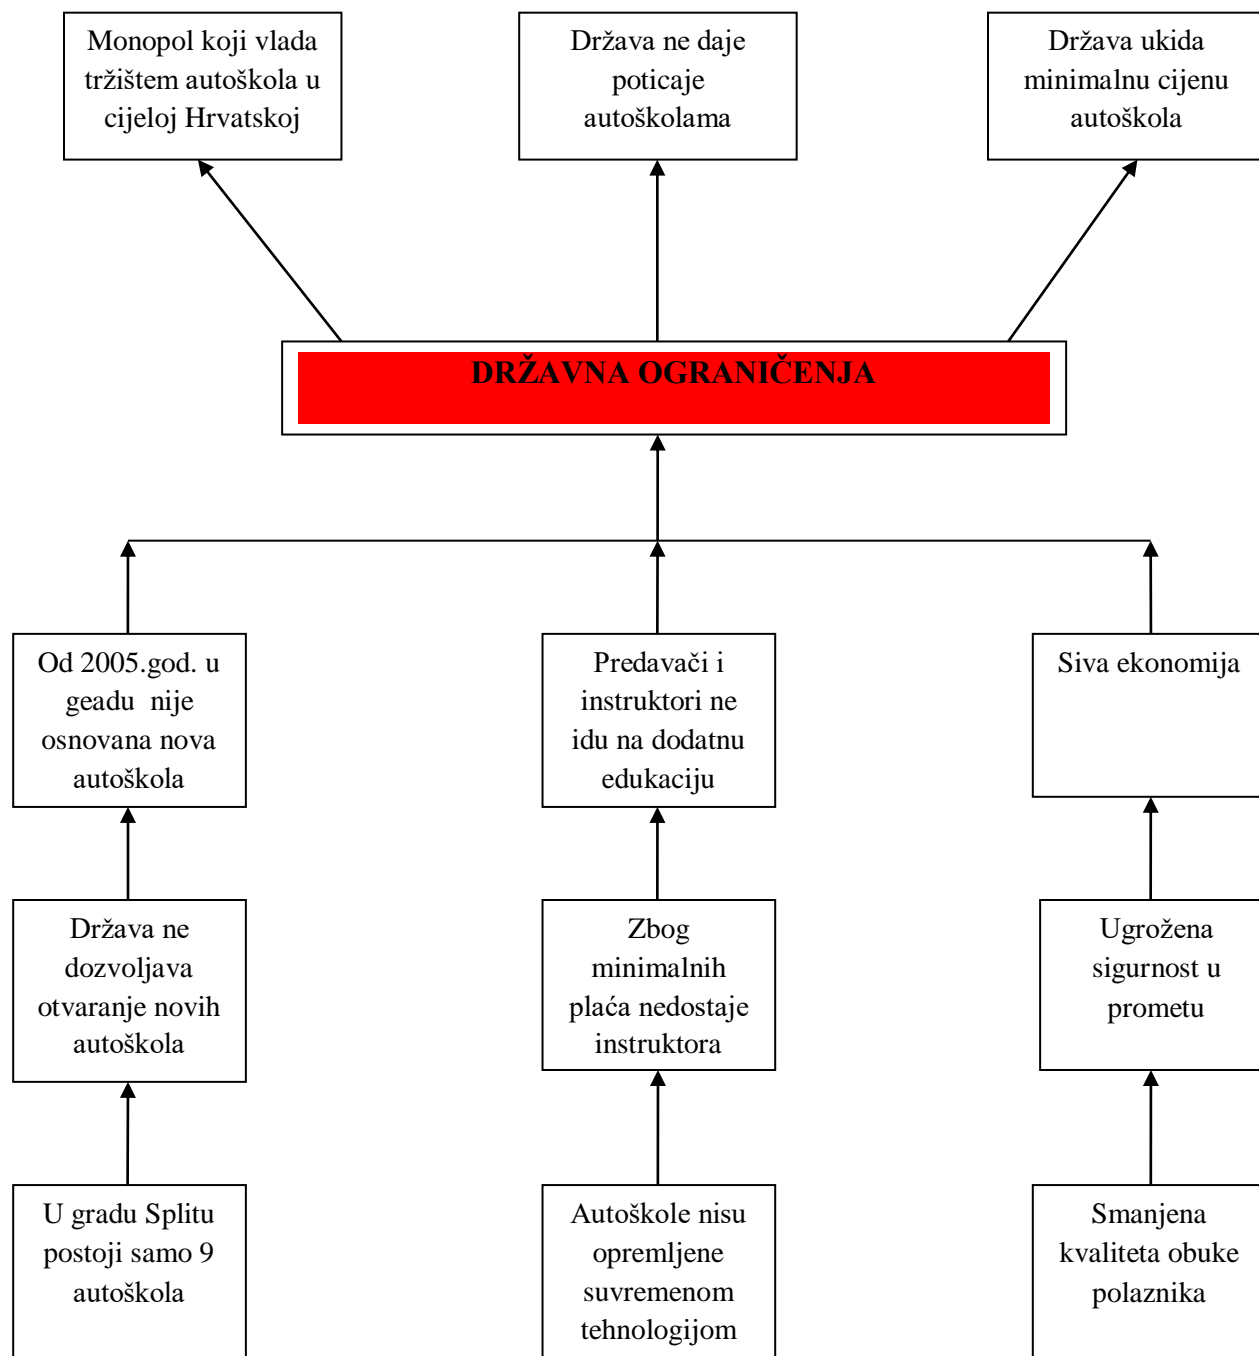 Monopol koji vlada
tržištem autoškola u
cijeloj Hrvatskoj
Država ne daje
poticaje
autoškolama
Država ukida
minimalnu cijenu
autoškola
DRŽAVNA OGRANIČENJA
Od 2005.god. u
geadu nije
osnovana nova
autoškola
Predavači i
instruktori ne
idu na dodatnu
edukaciju
Siva ekonomija
Država ne
dozvoljava
otvaranje novih
autoškola
Zbog
minimalnih
plaća nedostaje
instruktora
Ugrožena
sigurnost u
prometu
U gradu Splitu
postoji samo 9
autoškola
Autoškole nisu
opremljene
suvremenom
tehnologijom
Smanjena
kvaliteta obuke
polaznika